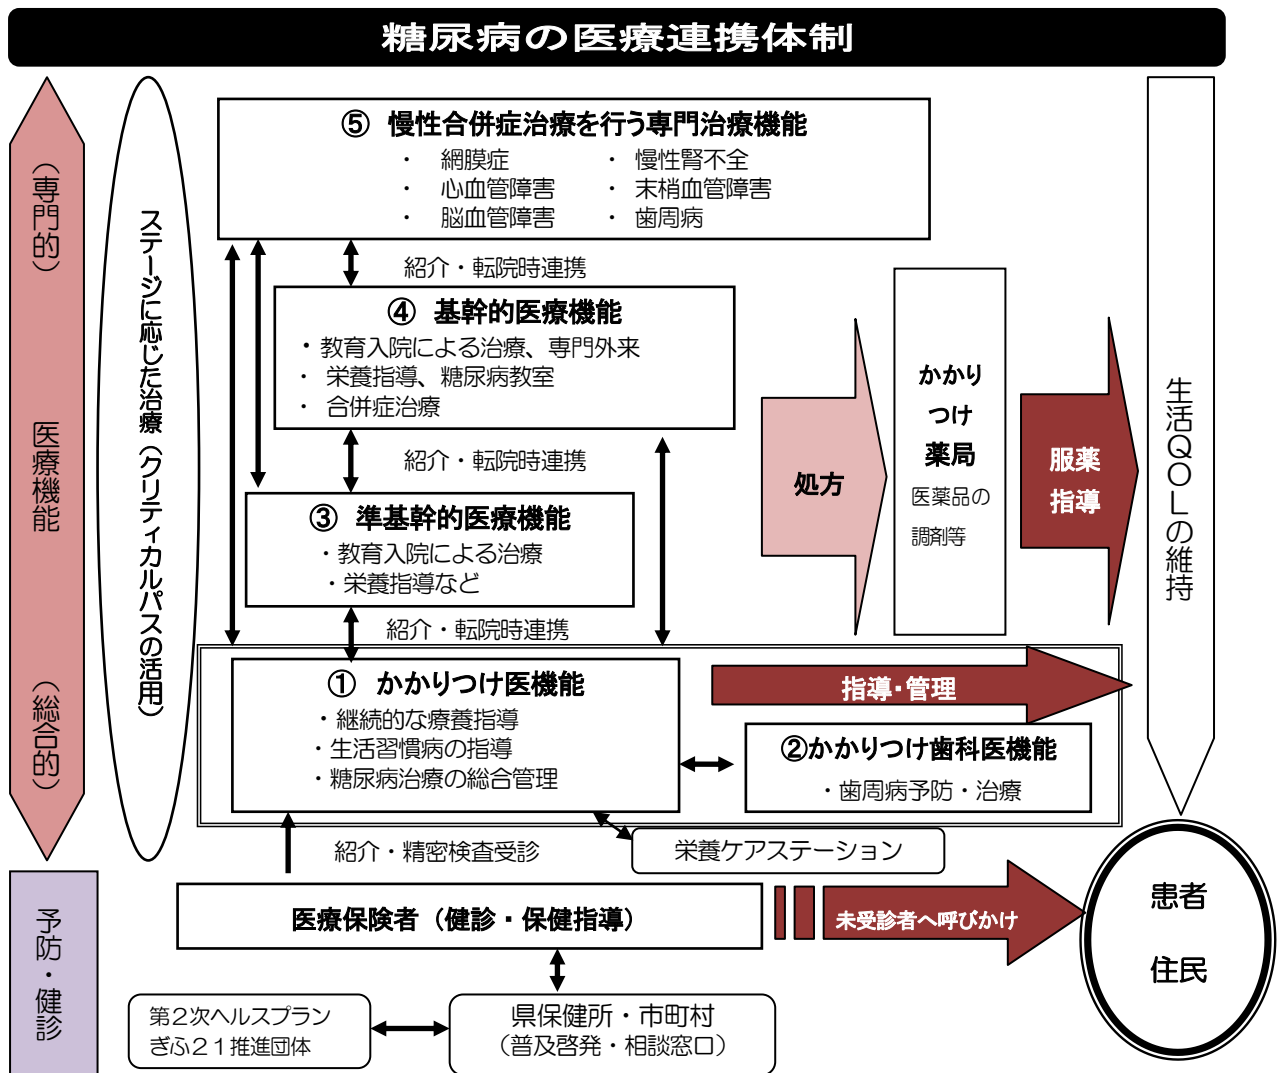 糖尿病の医療連携体制
（専門的）
医療機能
（総合的）
ステージに応じた治療（クリティカルパスの活用）
⑤ 慢性合併症治療を行う専門治療機能
・ 網膜症 ・ 慢性腎不全
・ 心血管障害 ・ 末梢血管障害
・ 脳血管障害 ・ 歯周病
紹介・転院時連携
④ 基幹的医療機能
・教育入院による治療、専門外来
・ 栄養指導、糖尿病教室
・ 合併症治療
紹介・転院時連携
③ 準基幹的医療機能
・教育入院による治療
・栄養指導など
紹介・転院時連携
処方
かかり
つけ
薬局
医薬品の
調剤等
服薬
指導
生活ＱＯＬの維持
① かかりつけ医機能
・継続的な療養指導
・生活習慣病の指導
・糖尿病治療の総合管理
指導・管理
②かかりつけ歯科医機能
・歯周病予防・治療
紹介・精密検査受診
栄養ケアステーション
予防・健診
医療保険者（健診・保健指導）
未受診者へ呼びかけ
患者
住民
第２次ヘルスプラン
ぎふ２１推進団体
県保健所・市町村
（普及啓発・相談窓口）